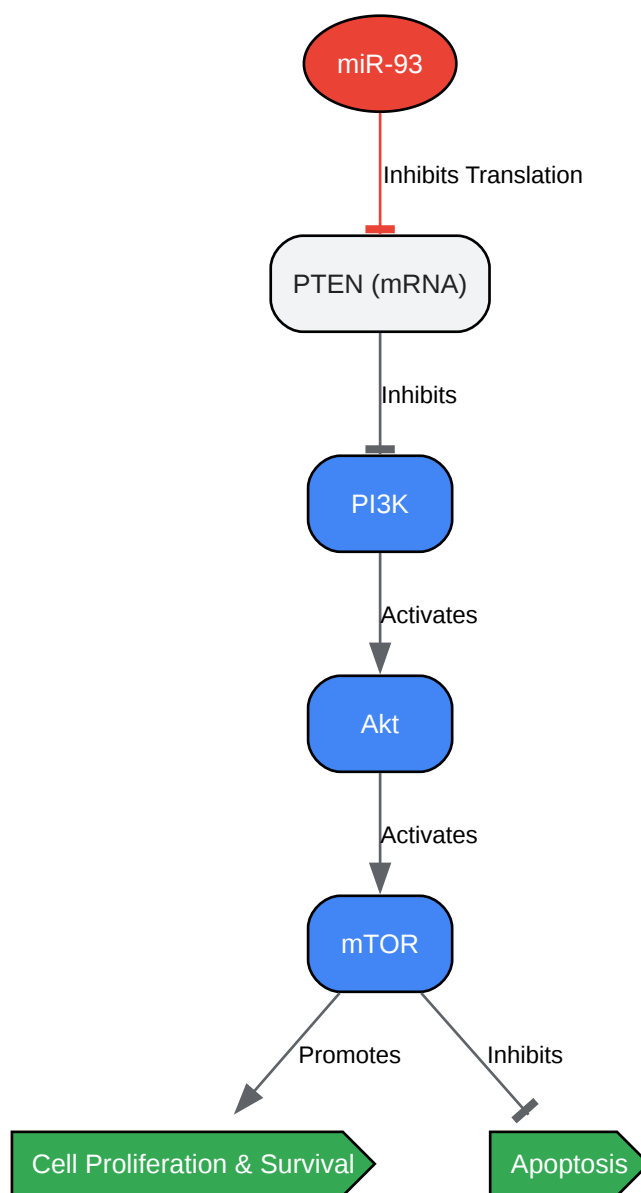 miR-93
Inhibits Translation
PTEN (mRNA)
Inhibits
PI3K
Activates
Akt
Activates
mTOR
Promotes
Inhibits
Cell Proliferation & Survival
Apoptosis